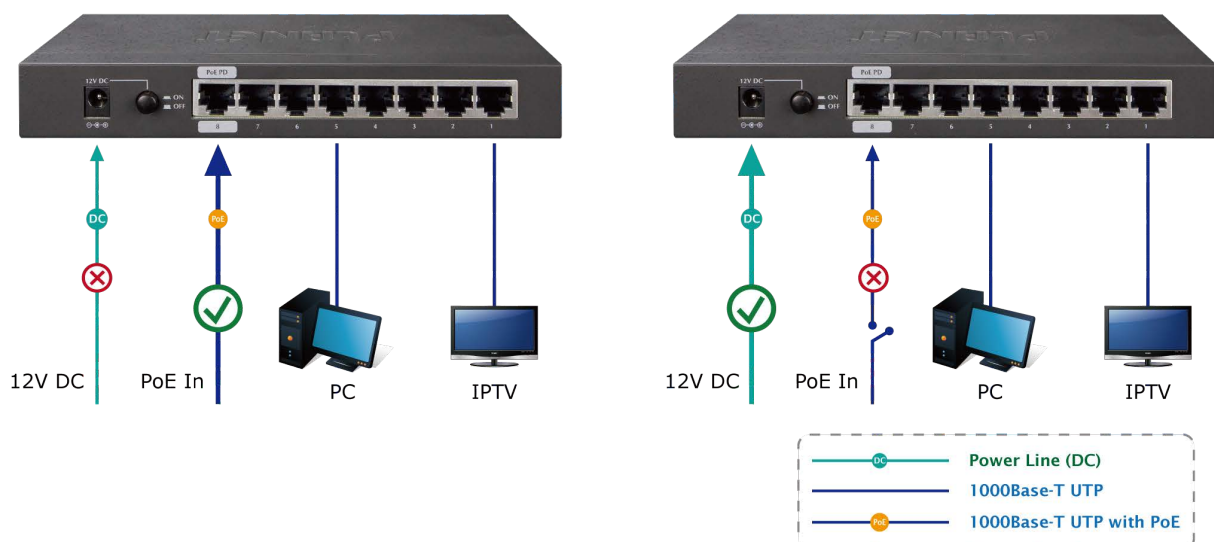 PLANET
PLANET
PoE PD
12V DC
ON
OFF
8 7 6 5 4 3 2 1
PoE PD
12V DC
ON
OFF
8 7 6 5 4 3 2 1
DC
PoE
DC
PoE
12V DC
PoE In
PC
IPTV
12V DC
PoE In
PC
IPTV
DC
Power Line (DC)
1000Base-T UTP
PoE
1000Base-T UTP with PoE